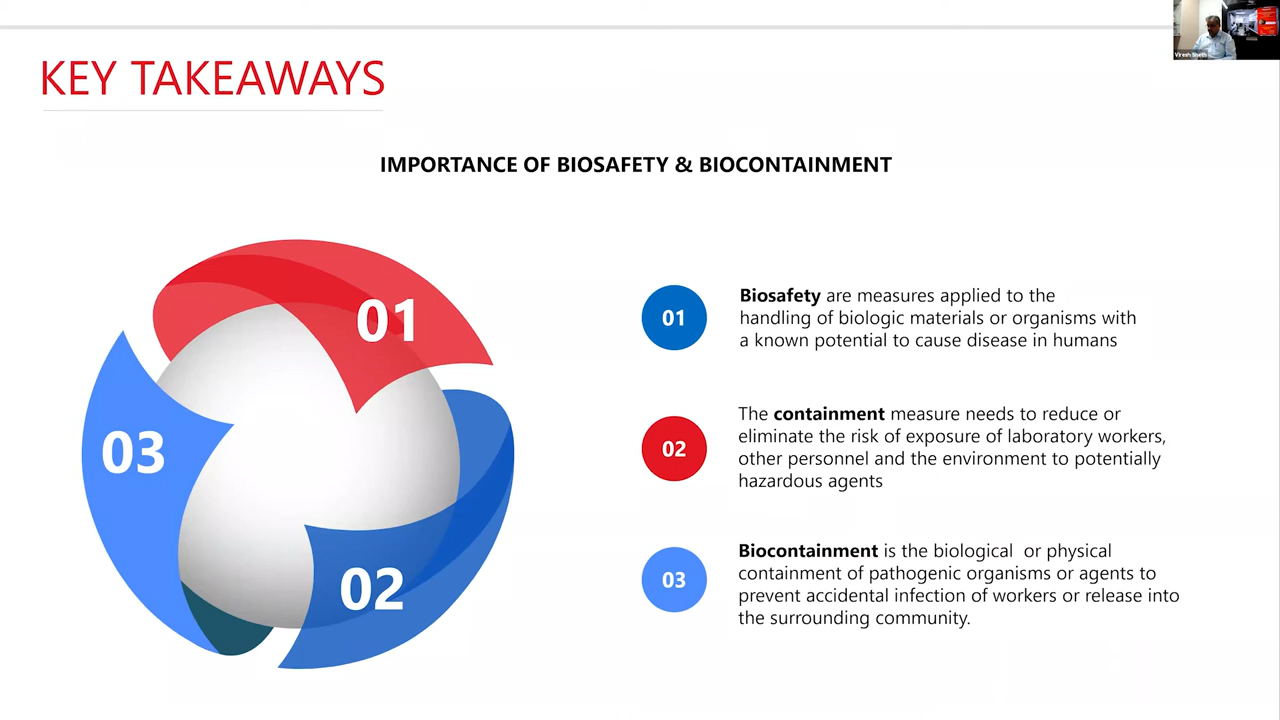 Viresh Sheth
KEY TAKEAWAYS
IMPORTANCE OF BIOSAFETY & BIOCONTAINMENT
01
03
02
01
Biosafety are measures applied to the
handling of biologic materials or organisms with
a known potential to cause disease in humans
02
The containment measure needs to reduce or
eliminate the risk of exposure of laboratory workers,
other personnel and the environment to potentially
hazardous agents
03
Biocontainment is the biological or physical
containment of pathogenic organisms or agents to
prevent accidental infection of workers or release into
the surrounding community.